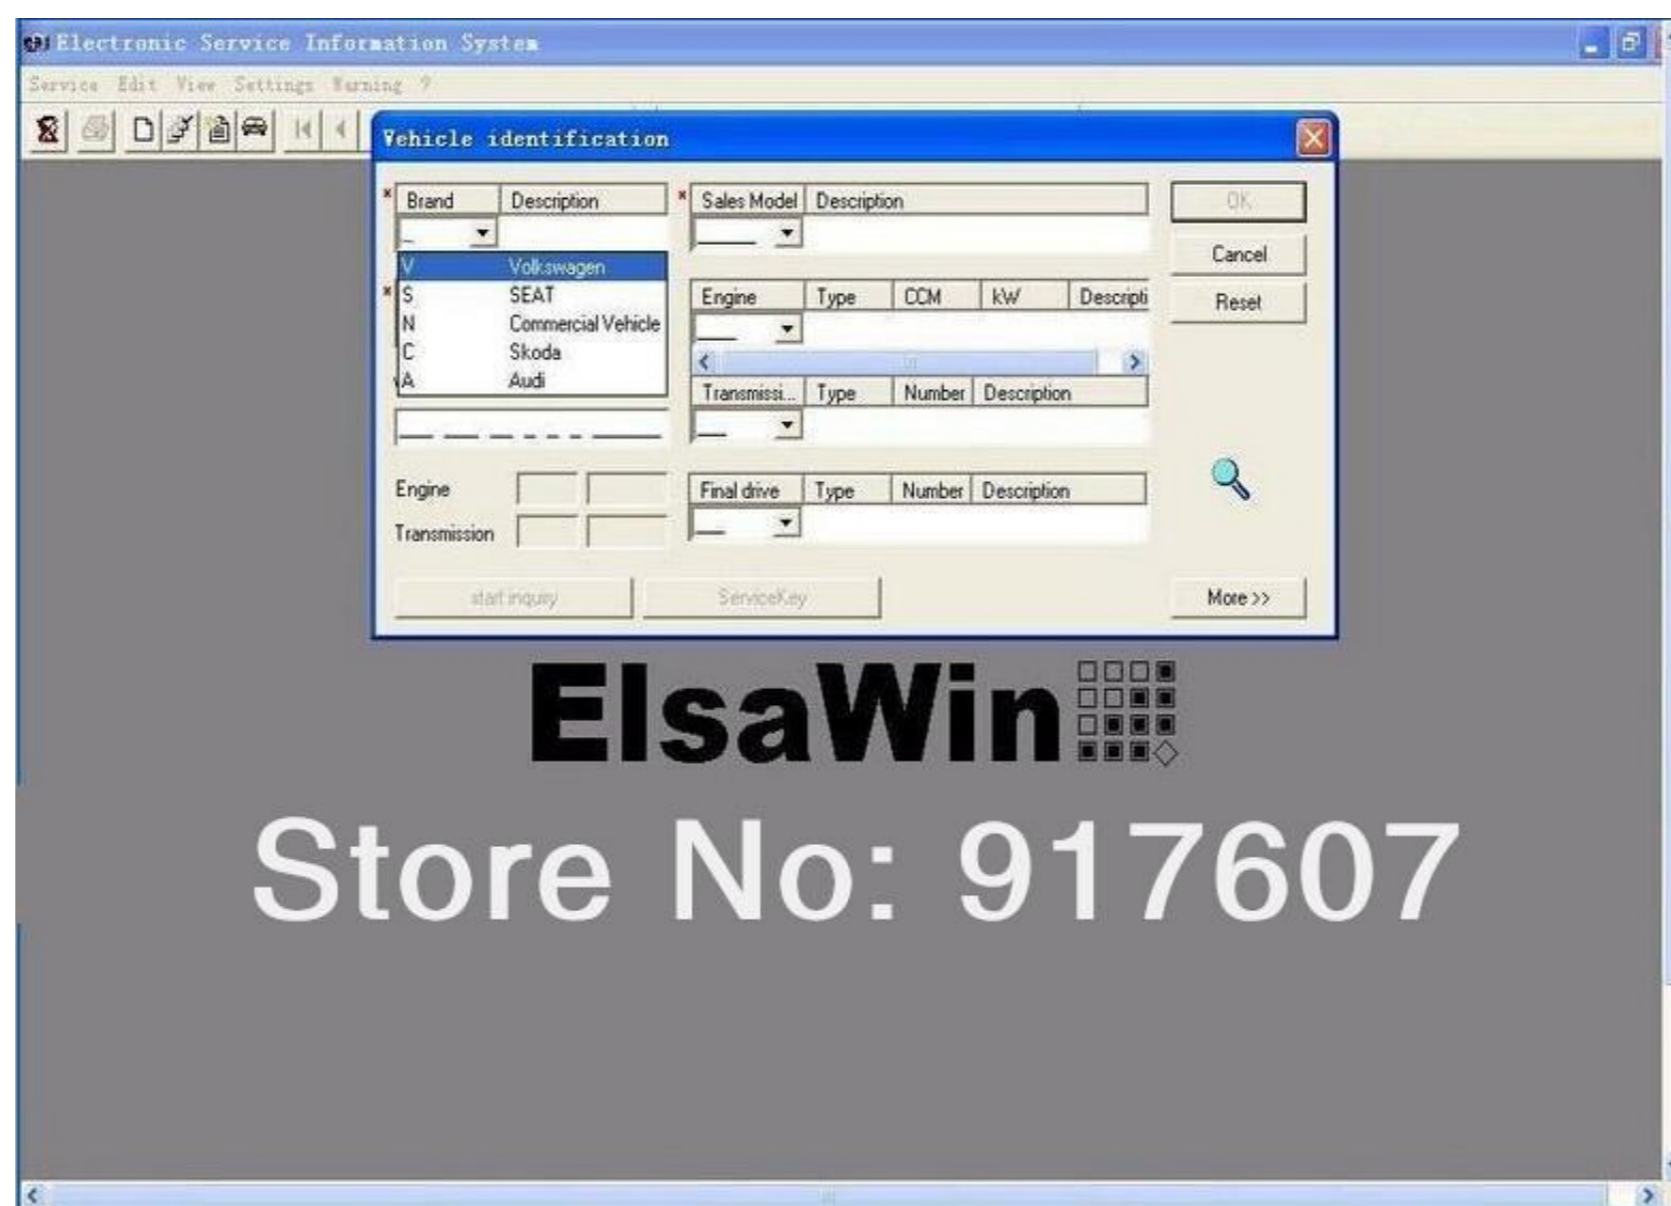 Electronic Service Information System
Service Edit View Settings Warning ?
Vehicle identification
Brand Description
Sales Model Description
OK
Cancel
Reset
V Volkswagen
S SEAT
N Commercial Vehicle
C Skoda
A Audi
Engine Type CCM kW Descripti
Transmissi... Type Number Description
Engine
Final drive Type Number Description
Transmission
start inquiry
ServiceKey
More >>
ElsaWin
Store No: 917607